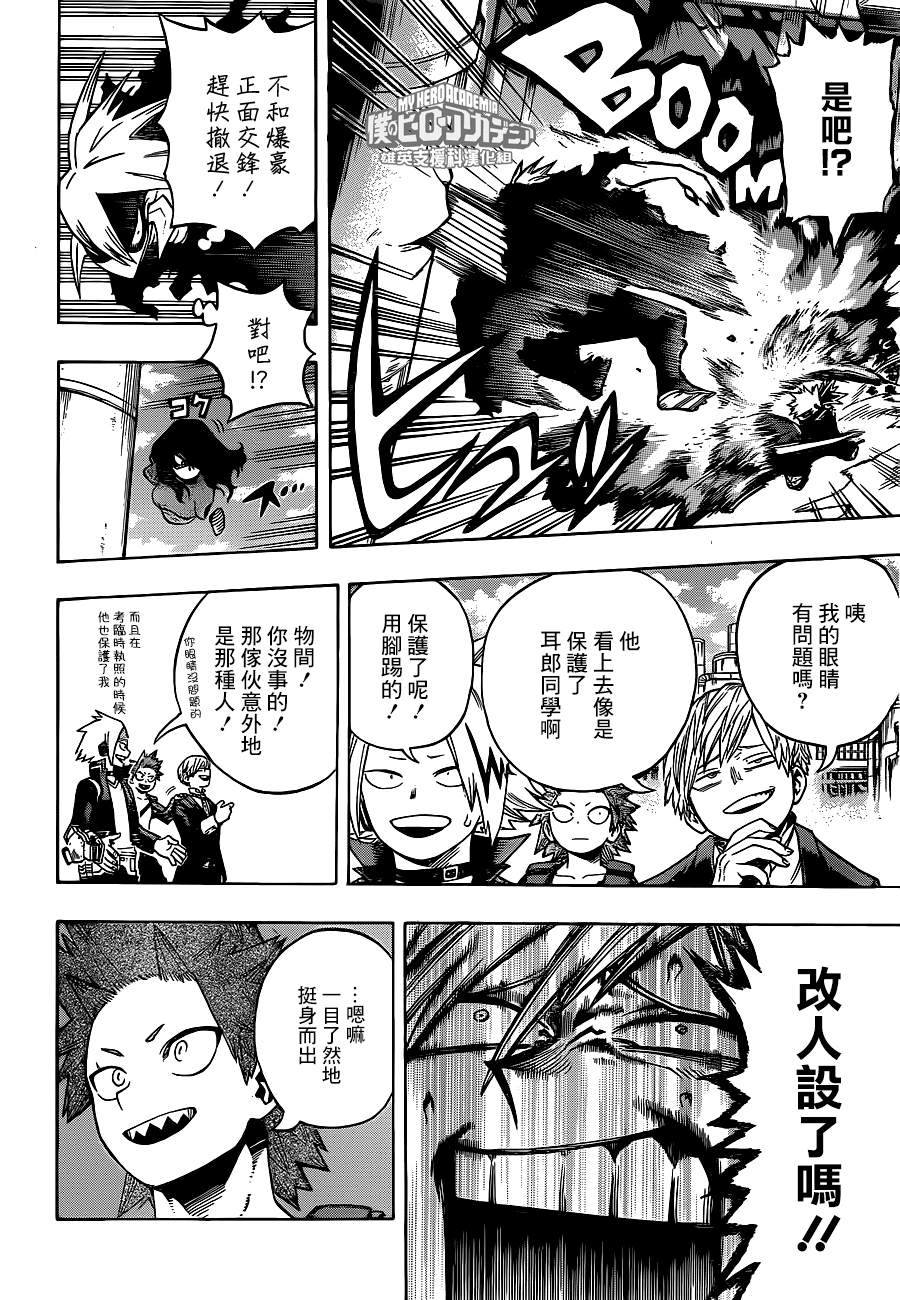 是吧!?
BOOM
MY HERO ACADEMIA
僕のヒーローアカデミア
英雄英支援科漢化組
ビュッ
不和爆豪
正面交鋒！
趕快撤退！
對吧!?
コク
咦
我的眼睛
有問題嗎？
他
看上去像是
保護了
耳郎同學啊
保護了呢！
用腳踢的！
物間！
你沒事的！
那傢伙意外地
是那種人！
你眼睛沒問題的
而且在
考臨時執照的時候
他也保護了我
改人設了嗎!!
…嗯嘛
一目了然地
挺身而出